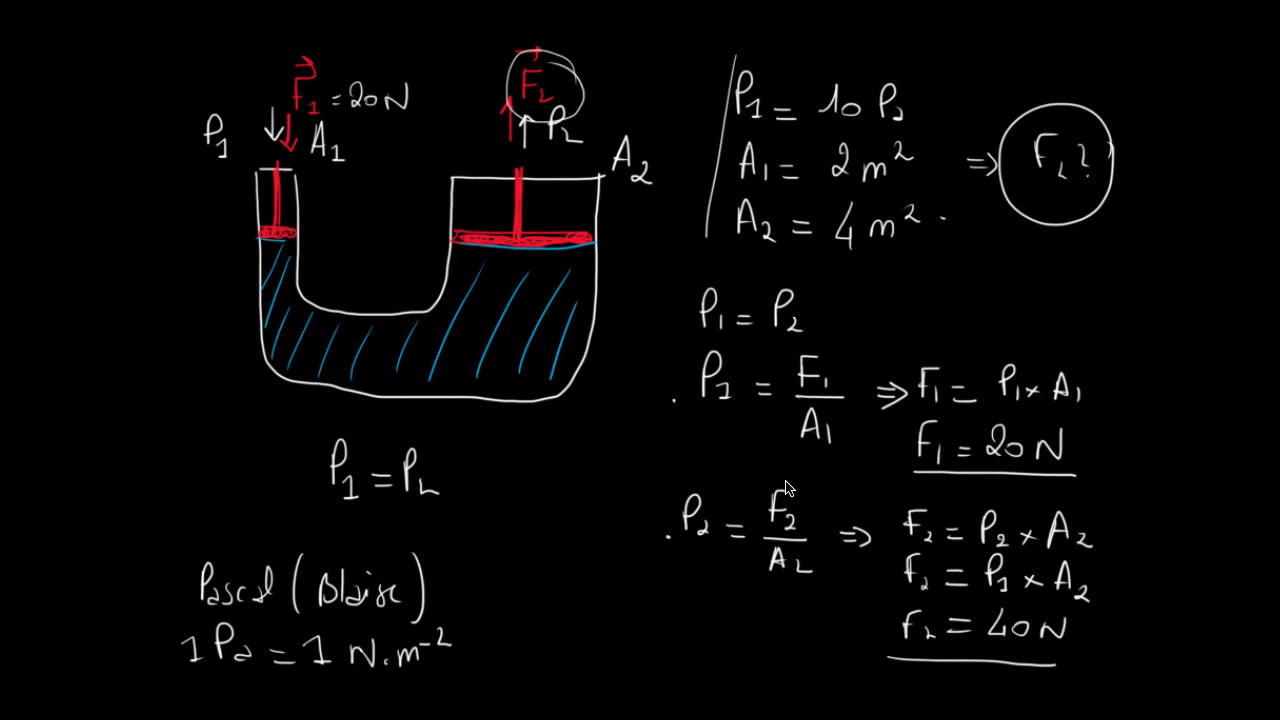 F₁ = 20N
F₂
P₁
A₁
P₂
A₂
P₁ = 10 Pa
A₁ = 2 m²
A₂ = 4 m².
=> F₂?
P₁ = P₂
. P₁ = F₁/A₁ => F₁ = P₁ × A₁
F₁ = 20 N
P₁ = P₂
. P₂ = F₂/A₂ => F₂ = P₂ × A₂
F₂ = P₁ × A₂
F₂ = 40 N
Pascal (Blaise)
1 Pa = 1 N.m⁻²